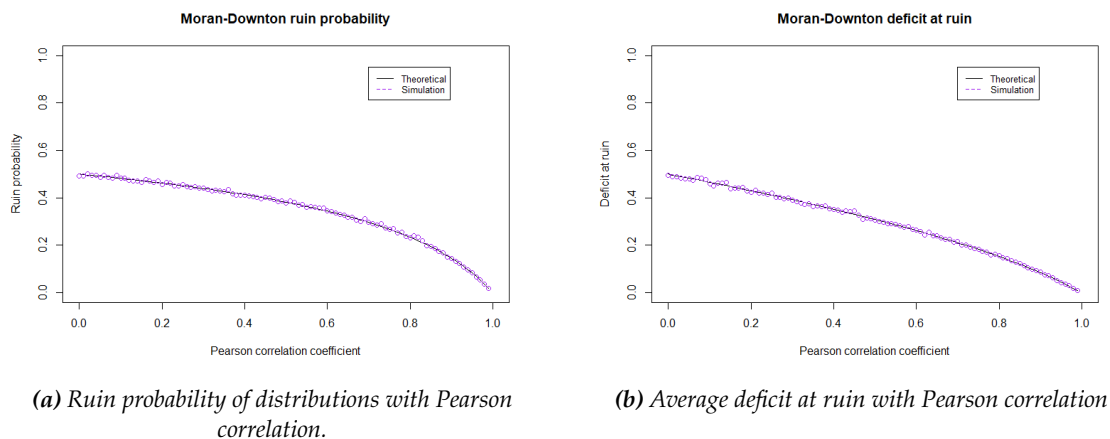 Moran-Downton ruin probability
1.0
0.8
0.6
0.4
0.2
0.0
Ruin probability
Theoretical
Simulation
0.0 0.2 0.4 0.6 0.8 1.0
Pearson correlation coefficient
(a) Ruin probability of distributions with Pearson
correlation.
Moran-Downton deficit at ruin
1.0
0.8
0.6
0.4
0.2
0.0
Deficit at ruin
Theoretical
Simulation
0.0 0.2 0.4 0.6 0.8 1.0
Pearson correlation coefficient
(b) Average deficit at ruin with Pearson correlation